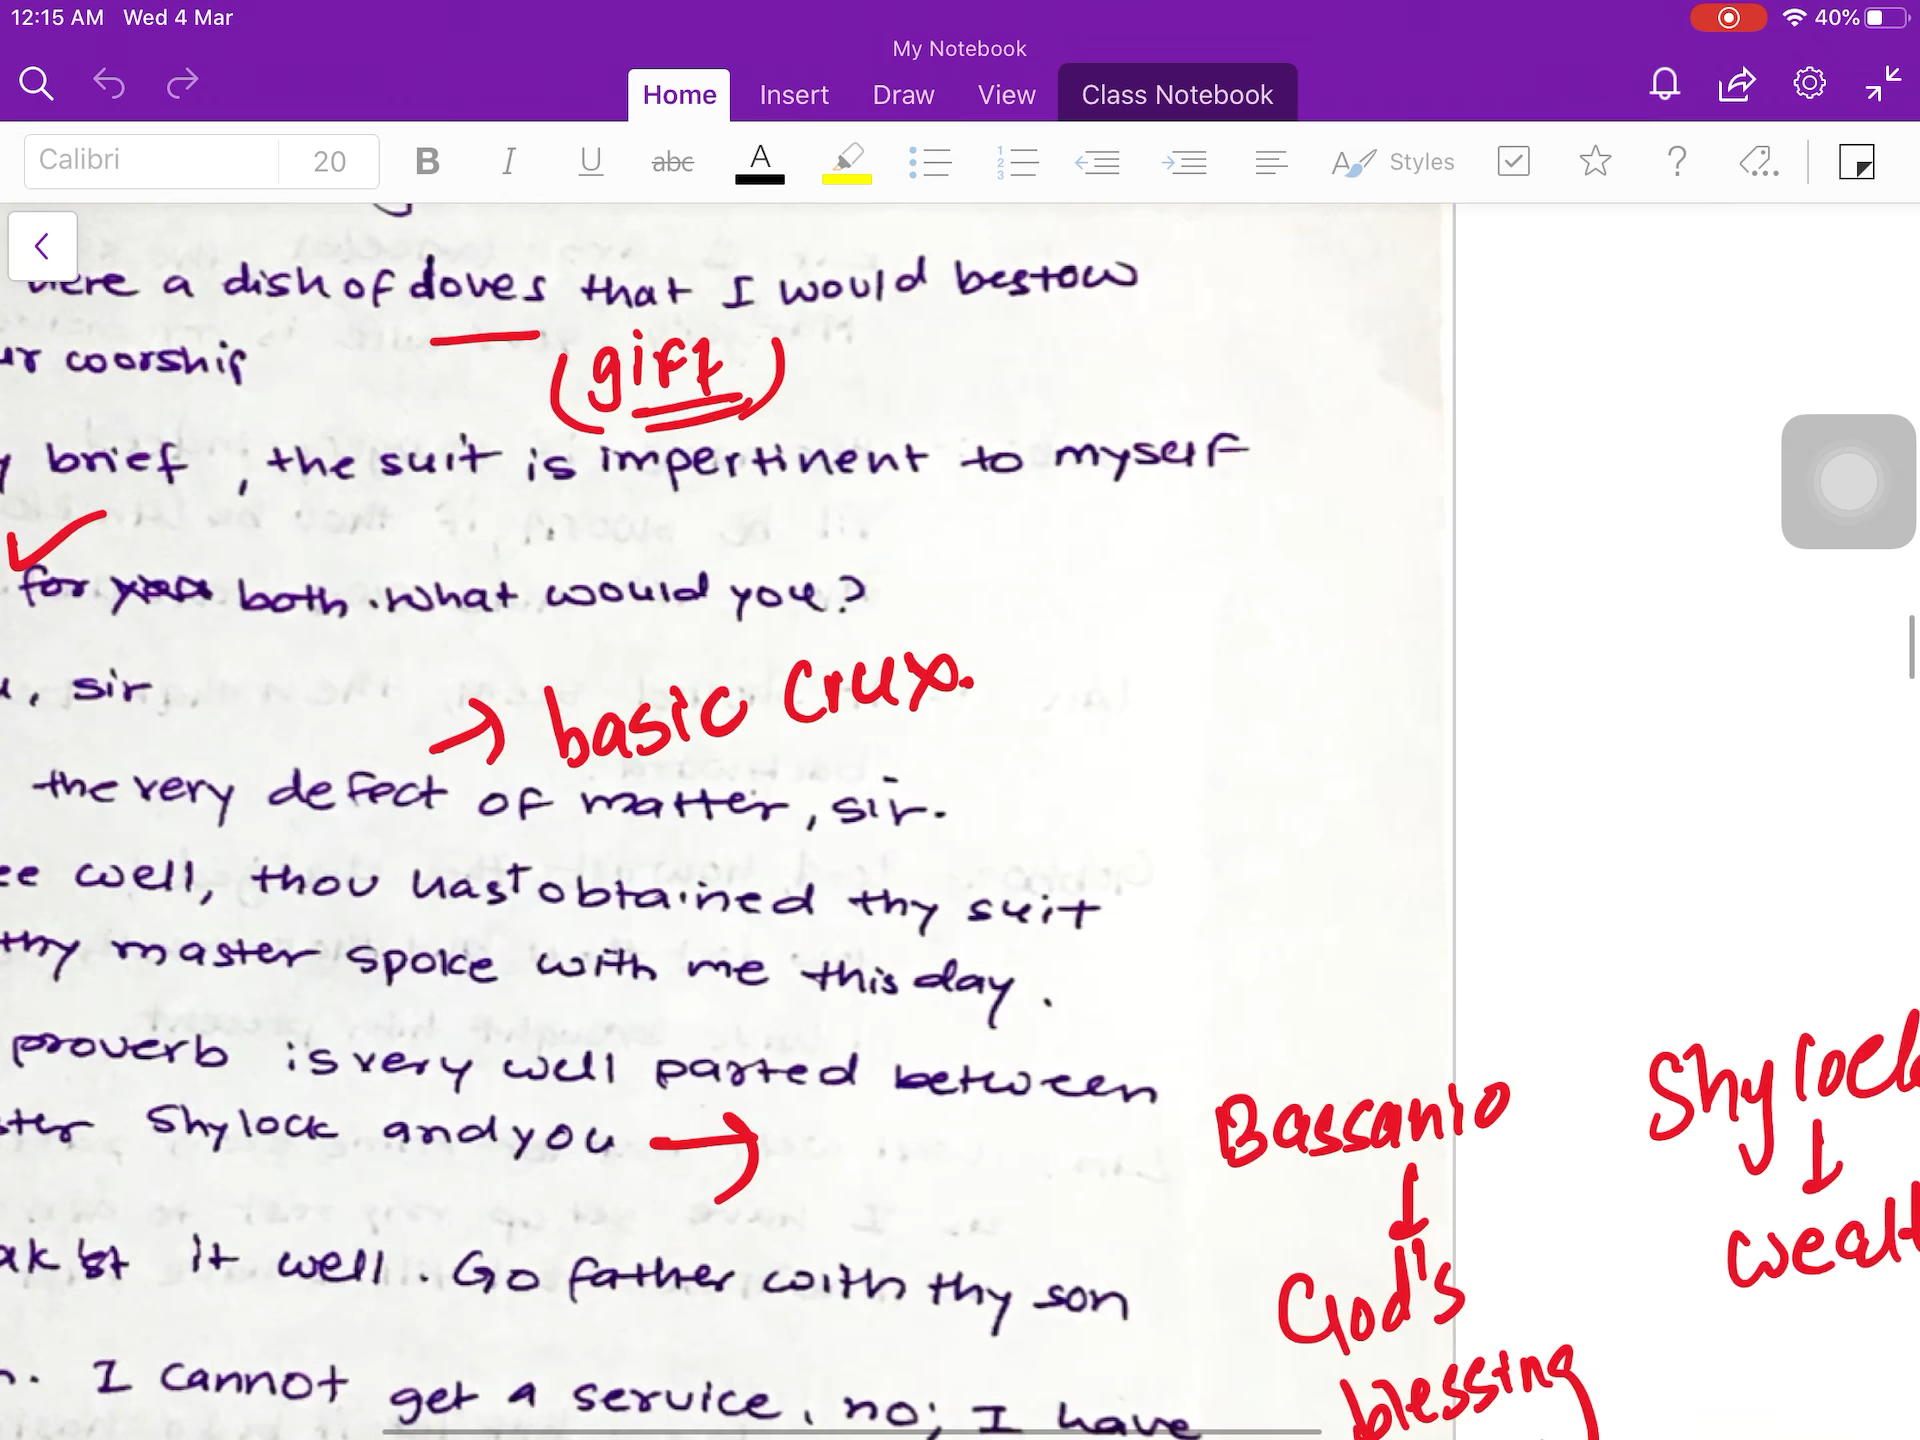 12:15 AM Wed 4 Mar
40%
My Notebook
Home Insert Draw View Class Notebook
Calibri 20 B I U abc A Styles
a dish of doves that I would bestow
coorship
(gift)
brief, the suit is impertinent to myself
for both. What would you?
, sir
→ basic crux.
the very defect of matter, sir.
well, thou hast obtained thy suit
thy master spoke with me this day.
proverb is very well parted between
Shylock and you →
Bassanio
God's
blessing
it well. Go father with thy son
I cannot get a service, no; I have